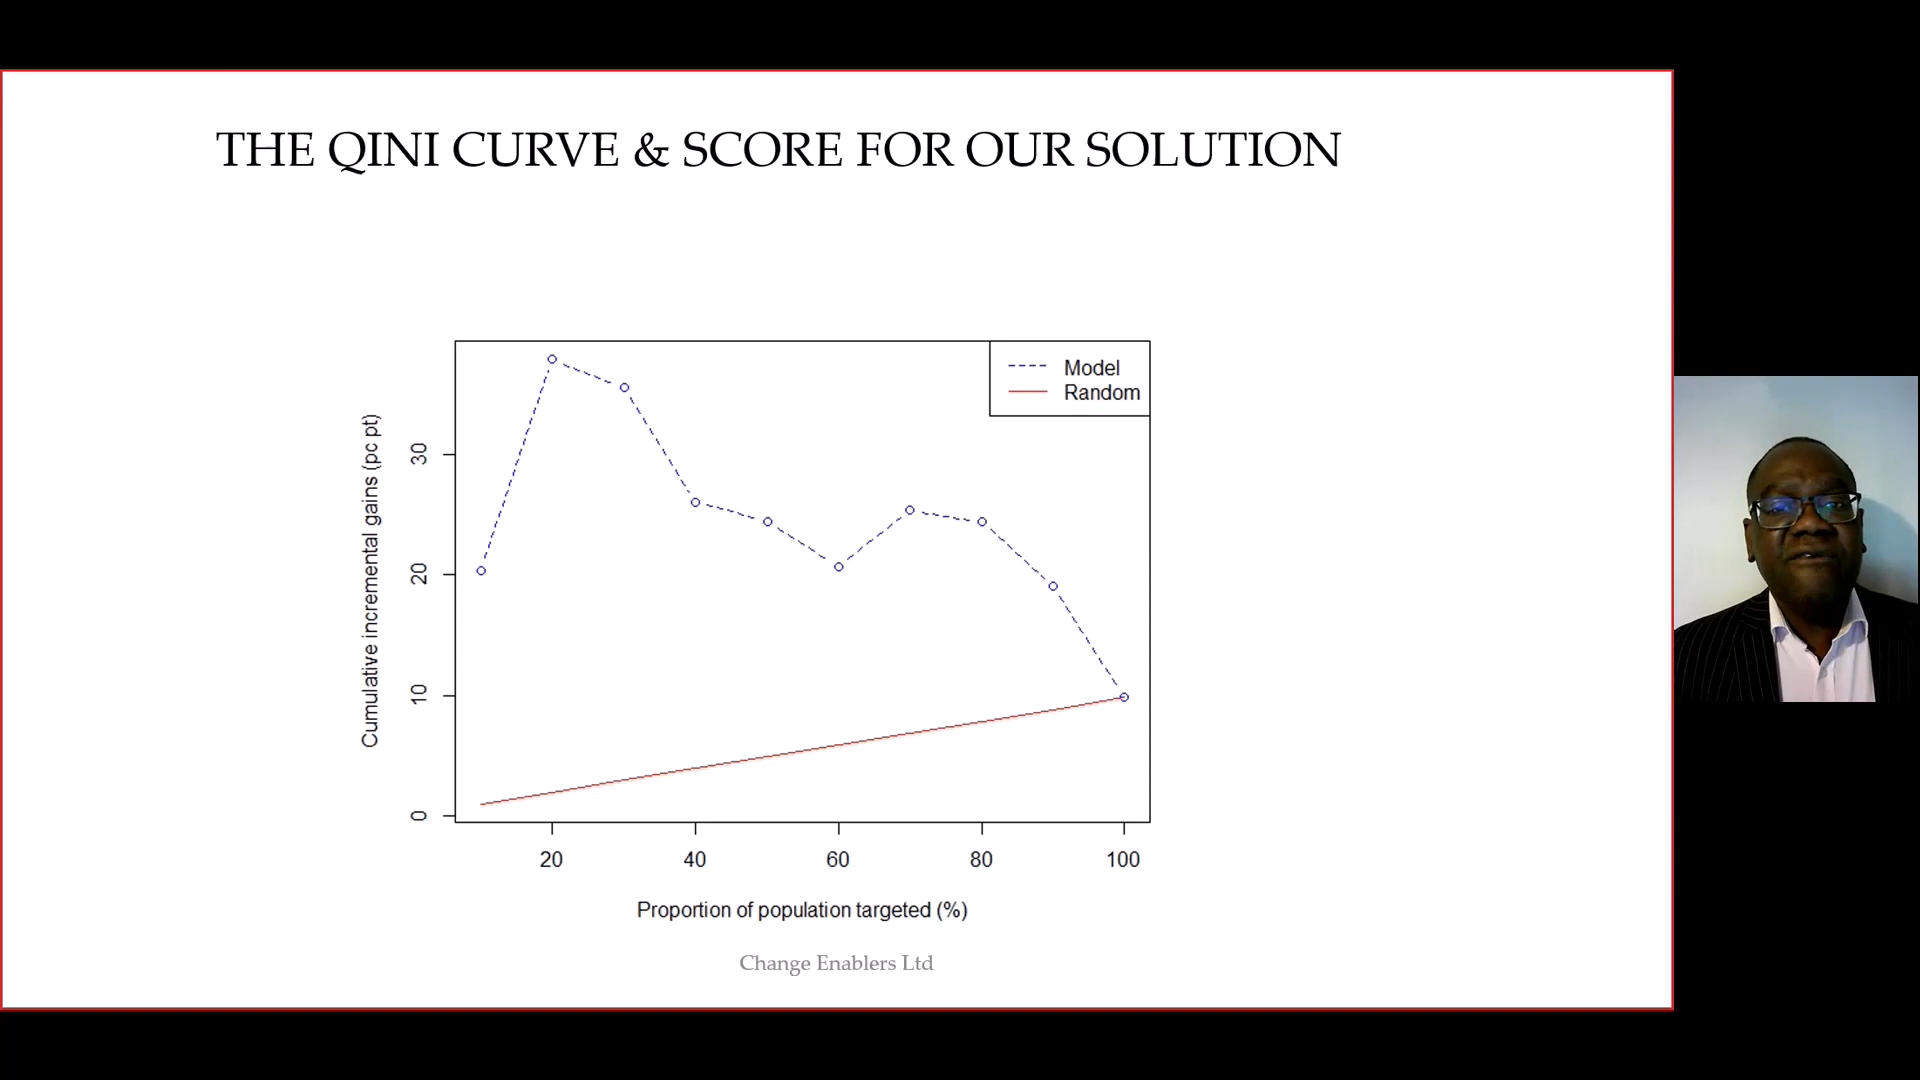 THE QINI CURVE & SCORE FOR OUR SOLUTION
Model
Random
Cumulative incremental gains (pc pt)
30
20
10
0
20 40 60 80 100
Proportion of population targeted (%)
Change Enablers Ltd